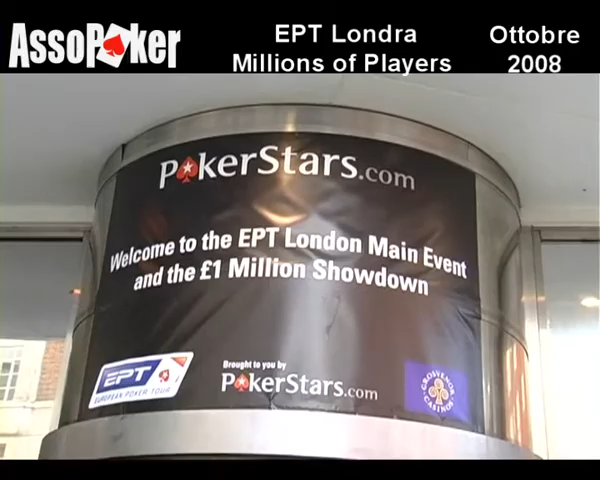 AssoPoker
EPT Londra
Millions of Players
Ottobre
2008
PokerStars.com
Welcome to the EPT London Main Event
and the £1 Million Showdown
EPT
EUROPEAN POKER TOUR
Brought to you by
PokerStars.com
GROSVENOR CASINOS